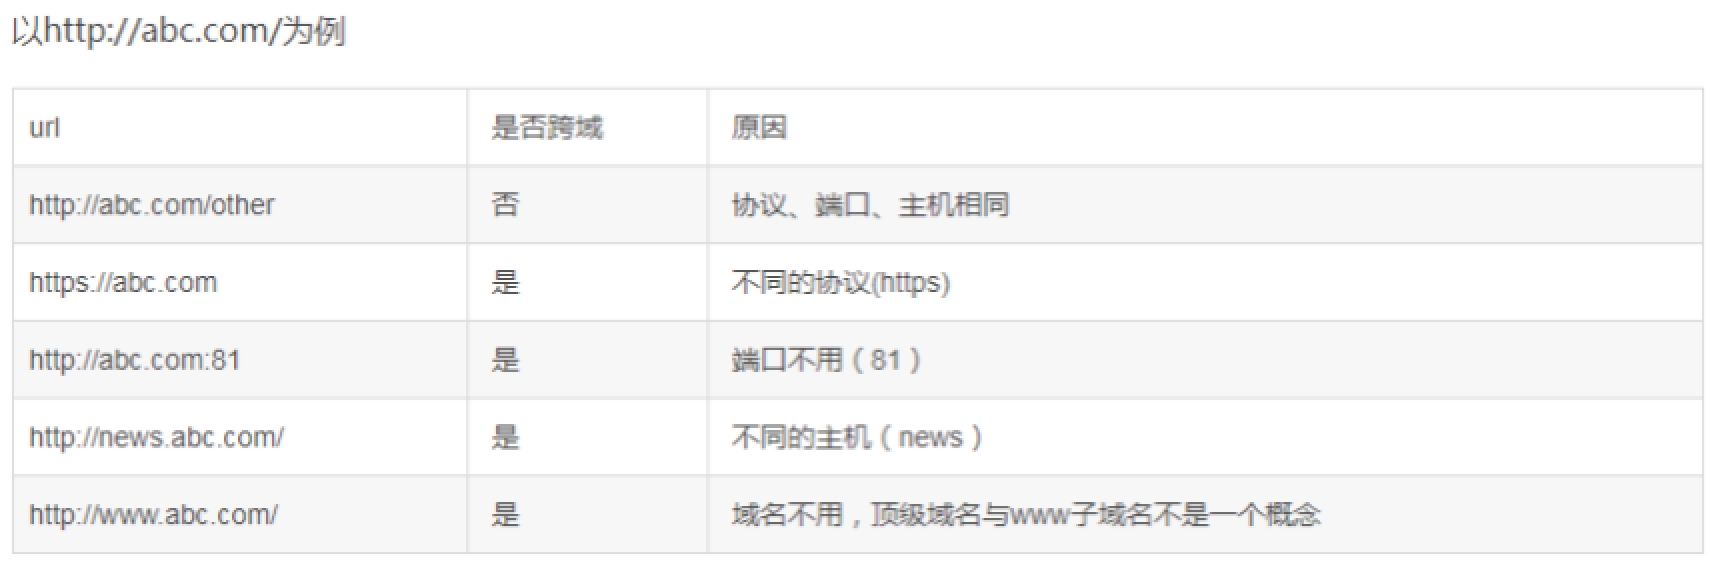 以http://abc.com/为例
url 是否跨域 原因
http://abc.com/other 否 协议、端口、主机相同
https://abc.com 是 不同的协议(https)
http://abc.com:81 是 端口不用（81）
http://news.abc.com/ 是 不同的主机（news）
http://www.abc.com/ 是 域名不用，顶级域名与www子域名不是一个概念